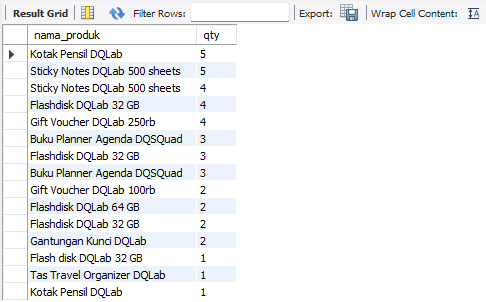 Result Grid Filter Rows: Export: Wrap Cell Content:
nama_produk qty
Kotak Pensil DQLab 5
Sticky Notes DQLab 500 sheets 5
Sticky Notes DQLab 500 sheets 4
Flashdisk DQLab 32 GB 4
Gift Voucher DQLab 250rb 4
Buku Planner Agenda DQSQuad 3
Flashdisk DQLab 32 GB 3
Buku Planner Agenda DQSQuad 3
Gift Voucher DQLab 100rb 2
Flashdisk DQLab 64 GB 2
Flashdisk DQLab 32 GB 2
Gantungan Kunci DQLab 2
Flash disk DQLab 32 GB 1
Tas Travel Organizer DQLab 1
Kotak Pensil DQLab 1